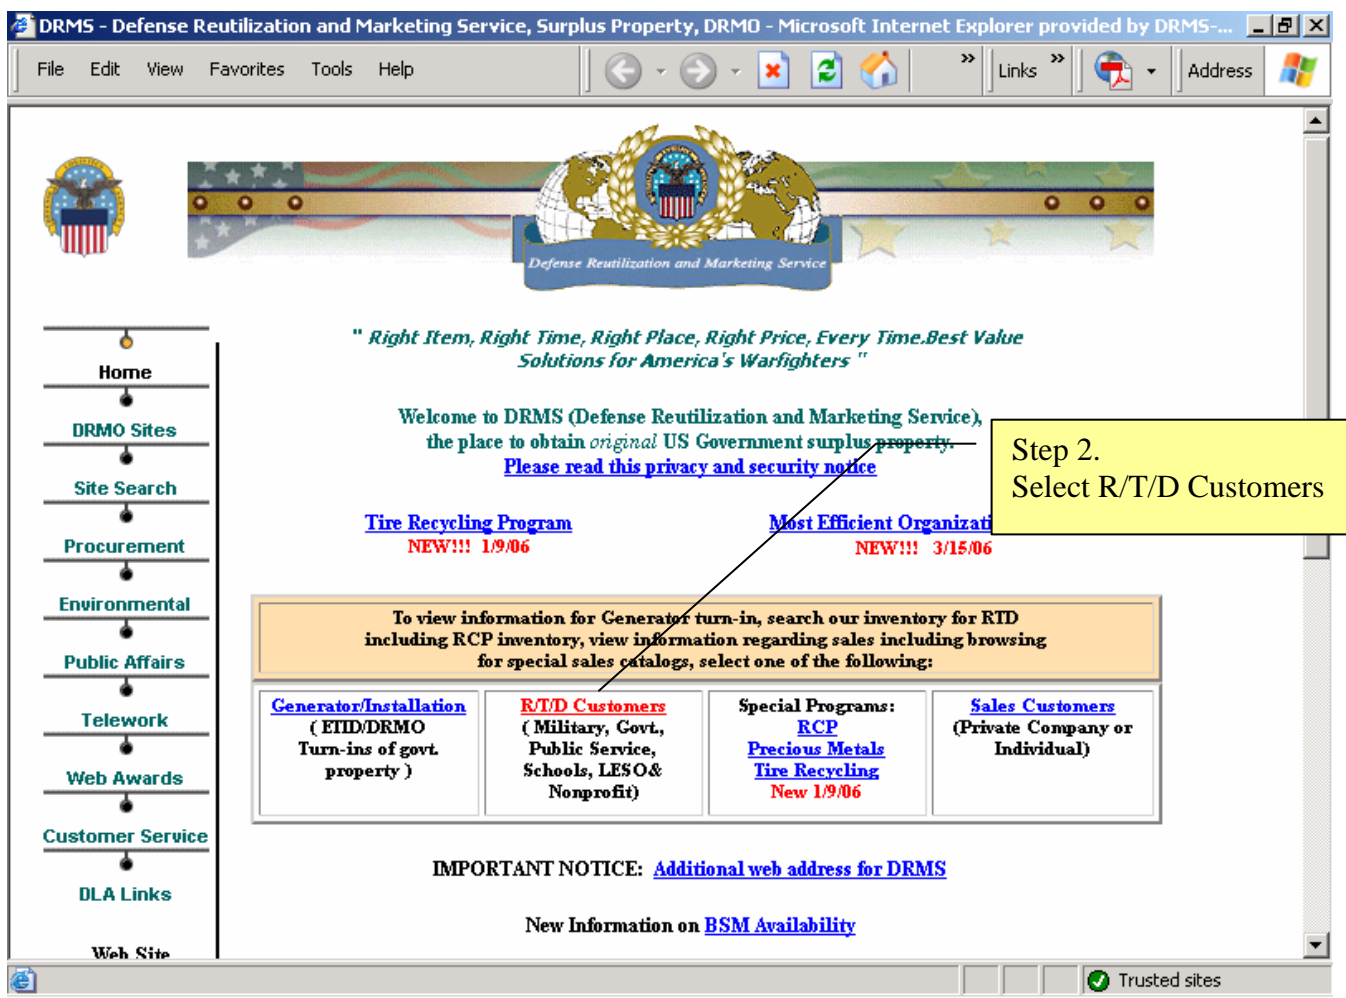 DRMS - Defense Reutilization and Marketing Service, Surplus Property, DRMO - Microsoft Internet Explorer provided by DRMS-...
File Edit View Favorites Tools Help
» Links » Address
Defense Reutilization and Marketing Service
" Right Item, Right Time, Right Place, Right Price, Every Time.Best Value
Solutions for America's Warfighters "
Home
DRMO Sites
Site Search
Procurement
Environmental
Public Affairs
Telework
Web Awards
Customer Service
DLA Links
Web Site
Welcome to DRMS (Defense Reutilization and Marketing Service),
the place to obtain original US Government surplus property.
Please read this privacy and security notice
Step 2.
Select R/T/D Customers
Tire Recycling Program
NEW!!! 1/9/06
Most Efficient Organizati
NEW!!! 3/15/06
To view information for Generator turn-in, search our inventory for RTD
including RCP inventory, view information regarding sales including browsing
for special sales catalogs, select one of the following:
Generator/Installation
( ETID/DRMO
Turn-ins of govt.
property )
R/T/D Customers
( Military, Govt.,
Public Service,
Schools, LESO&
Nonprofit)
Special Programs:
RCP
Precious Metals
Tire Recycling
New 1/9/06
Sales Customers
(Private Company or
Individual)
IMPORTANT NOTICE: Additional web address for DRMS
New Information on BSM Availability
Trusted sites